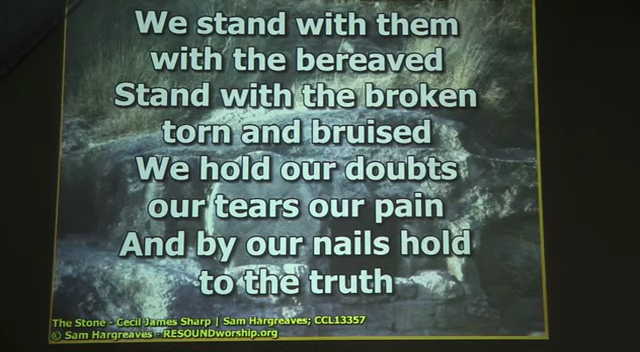 We stand with them
with the bereaved
Stand with the broken
torn and bruised
We hold our doubts
our tears our pain
And by our nails hold
to the truth
The Stone - Cecil James Sharp | Sam Hargreaves; CCL13357
© Sam Hargreaves - RESOUNDworship.org